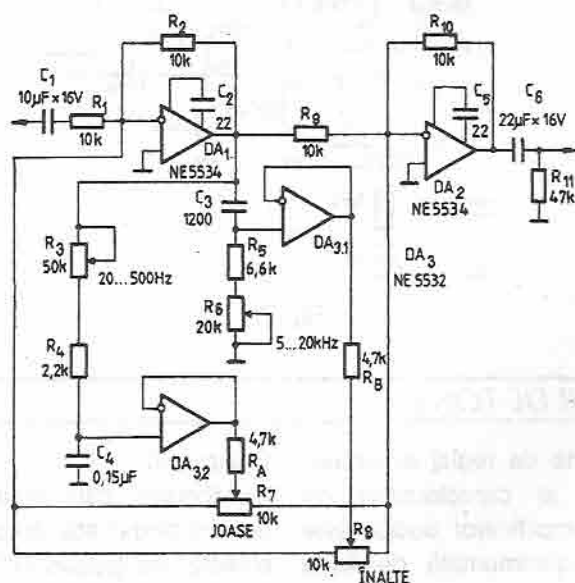 R2
10k
R10
10k
C1
10µF×16V
R1
10k
C2
22
DA1
NE5534
R9
10k
C5
22
DA2
NE5534
C6
22µF×16V
R11
47k
C3
1200
DA3.1
DA3
NE5532
R3
50k
20...500Hz
R5
6,6k
R6
20k
5...20kHz
R4
2,2k
4,7k
RB
C4
0,15µF
DA3.2
4,7k
RA
R7
10k
JOASE
R8
10k
ÎNALTE